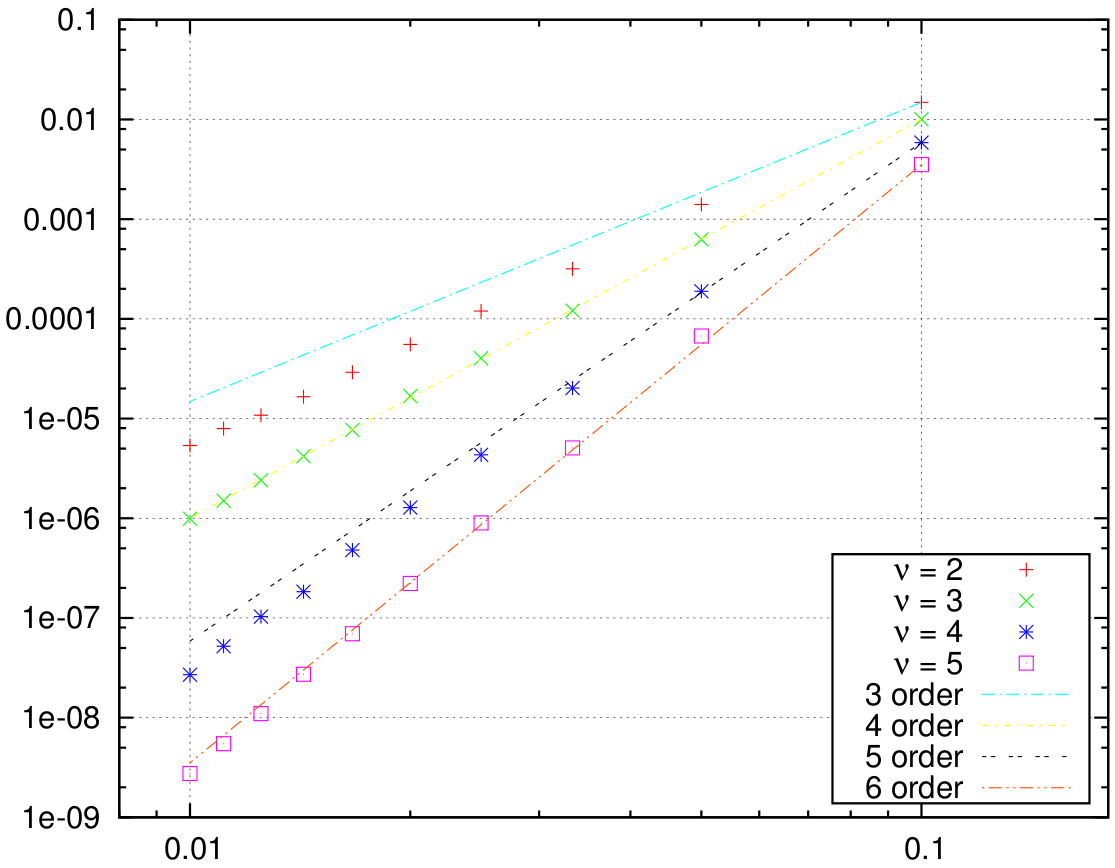 0.1
0.01
0.001
0.0001
1e-05
1e-06
1e-07
1e-08
1e-09
0.01
0.1
ν = 2
ν = 3
ν = 4
ν = 5
3 order
4 order
5 order
6 order